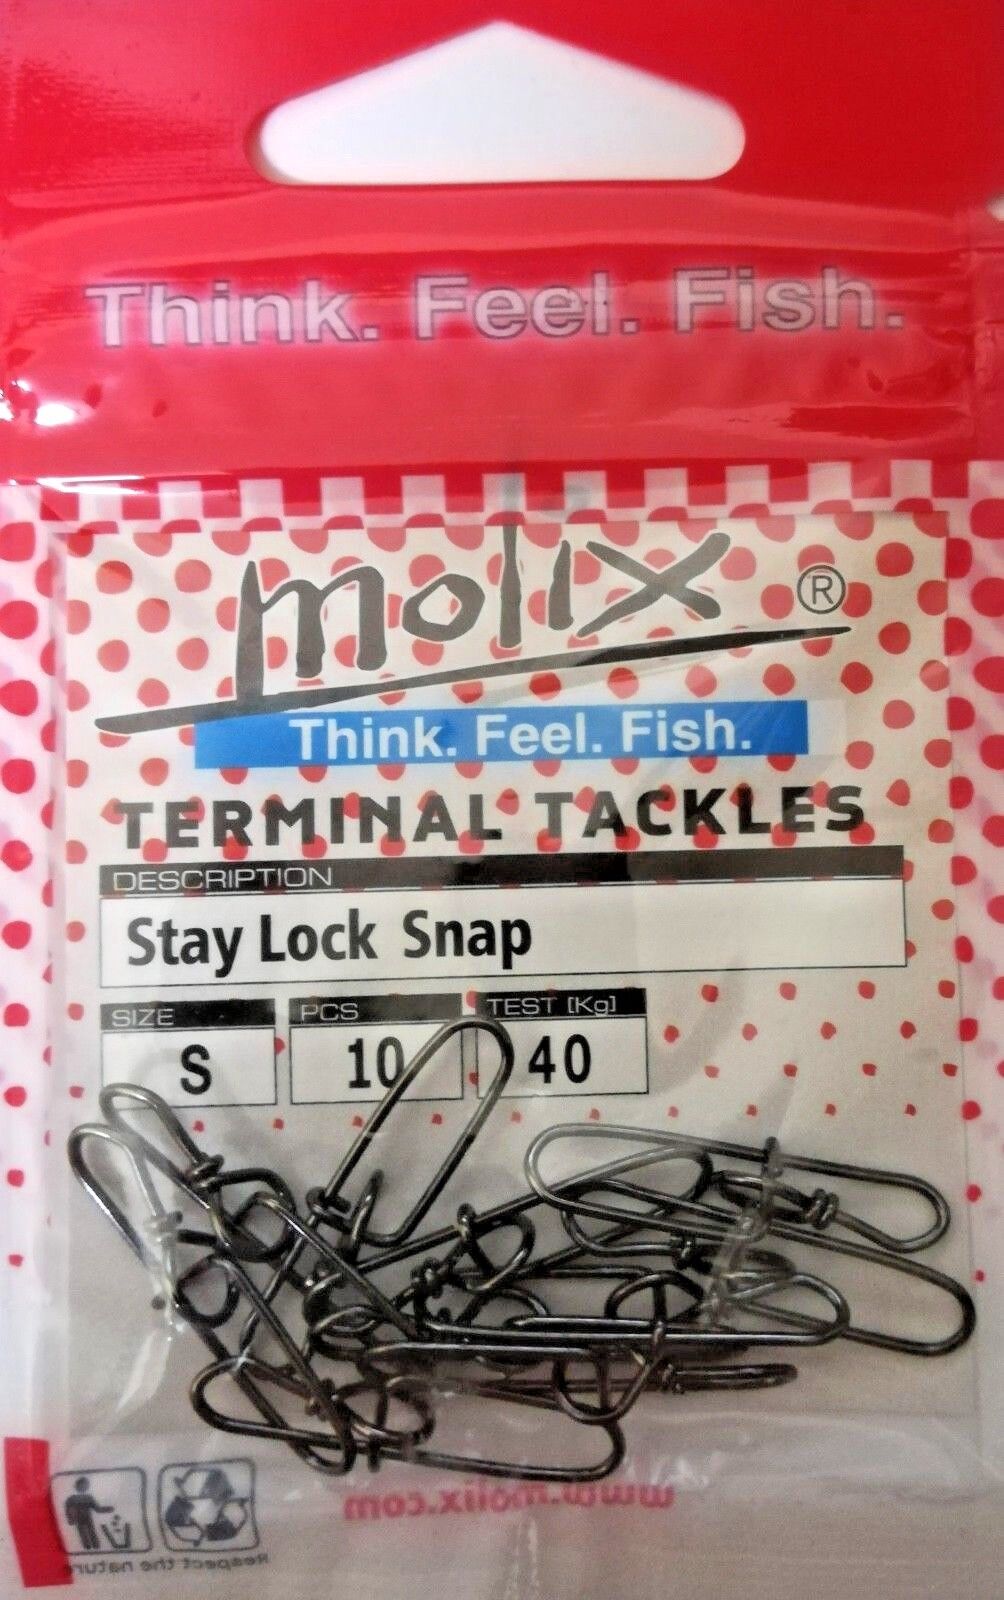 Think. Feel. Fish.
molix ®
Think. Feel. Fish.
TERMINAL TACKLES
DESCRIPTION
Stay Lock Snap
SIZE PCS TEST [Kg]
S 10 40
www.molix.com
Respect the nature